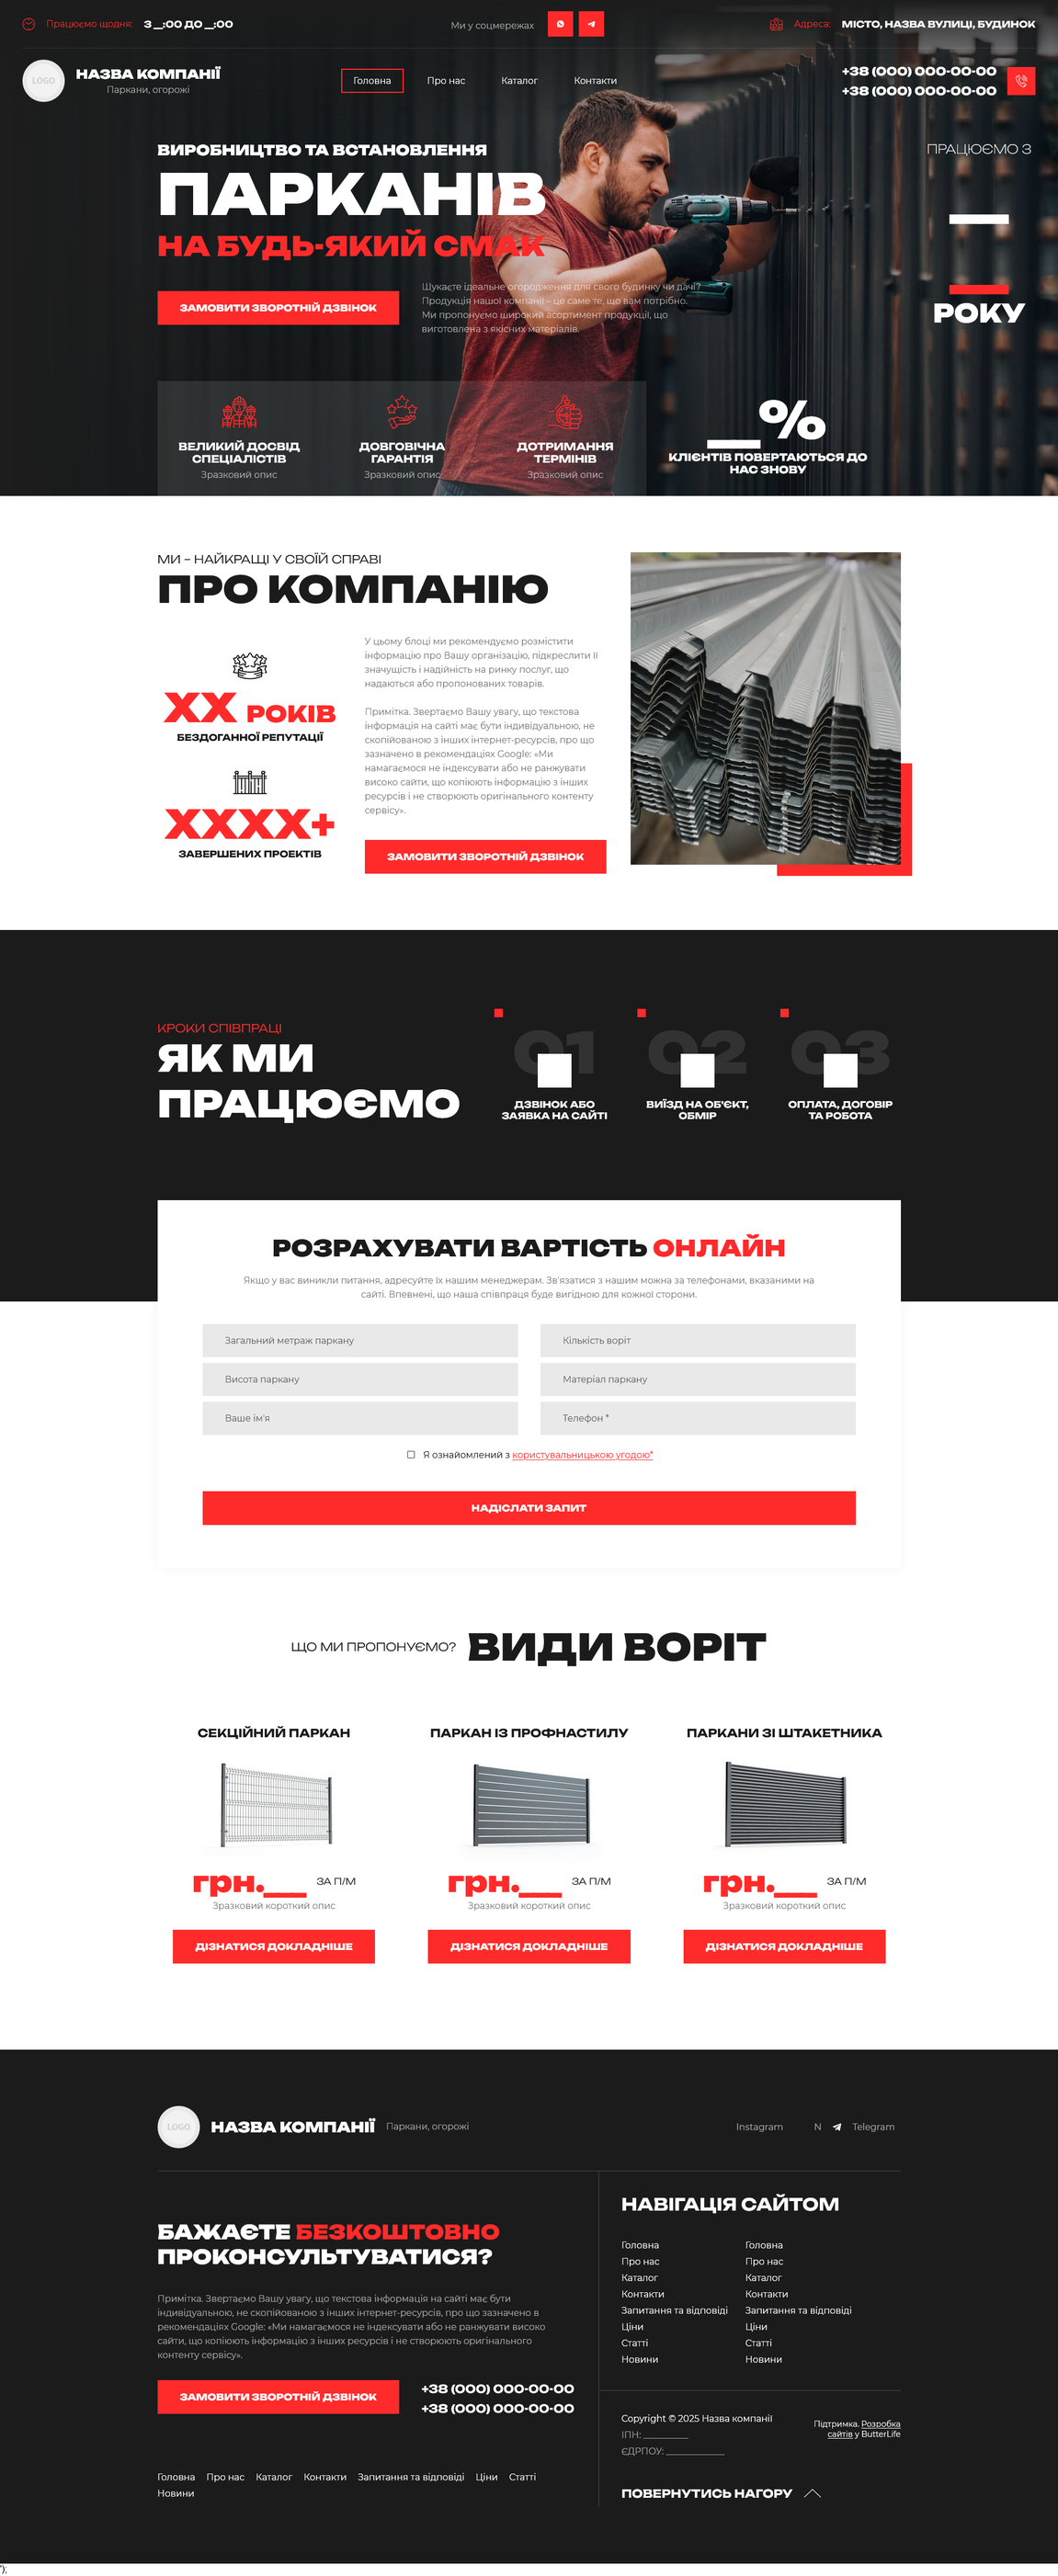 Працюємо щодня: З __:00 ДО __:00
Ми у соцмережах
Адреса: МІСТО, НАЗВА ВУЛИЦІ, БУДИНОК
LOGO
НАЗВА КОМПАНІЇ
Паркани, огорожі
Головна Про нас Каталог Контакти
+38 (000) 000-00-00
+38 (000) 000-00-00
ВИРОБНИЦТВО ТА ВСТАНОВЛЕННЯ
ПАРКАНІВ
НА БУДЬ-ЯКИЙ СМАК
ЗАМОВИТИ ЗВОРОТНІЙ ДЗВІНОК
Шукаєте ідеальне огородження для свого будинку чи дачі?
Продукція нашої компанії – це саме те, що вам потрібно.
Ми пропонуємо широкий асортимент продукції, що
виготовлена з якісних матеріалів.
ПРАЦЮЄМО З
РОКУ
ВЕЛИКИЙ ДОСВІД
СПЕЦІАЛІСТІВ
Зразковий опис
ДОВГОВІЧНА
ГАРАНТІЯ
Зразковий опис
ДОТРИМАННЯ
ТЕРМІНІВ
Зразковий опис
__%
КЛІЄНТІВ ПОВЕРТАЮТЬСЯ ДО
НАС ЗНОВУ
МИ – НАЙКРАЩІ У СВОЇЙ СПРАВІ
ПРО КОМПАНІЮ
XX РОКІВ
БЕЗДОГАННОЇ РЕПУТАЦІЇ
XXXX+
ЗАВЕРШЕНИХ ПРОЕКТІВ
У цьому блоці ми рекомендуємо розмістити
інформацію про Вашу організацію, підкреслити її
значущість і надійність на ринку послуг, що
надаються або пропонованих товарів.
Примітка. Звертаємо Вашу увагу, що текстова
інформація на сайті має бути індивідуальною, не
скопійованою з інших інтернет-ресурсів, про що
зазначено в рекомендаціях Google: «Ми
намагаємося не індексувати або не ранжувати
високо сайти, що копіюють інформацію з інших
ресурсів і не створюють оригінального контенту
сервісу».
ЗАМОВИТИ ЗВОРОТНІЙ ДЗВІНОК
КРОКИ СПІВПРАЦІ
ЯК МИ
ПРАЦЮЄМО
01
ДЗВІНОК АБО
ЗАЯВКА НА САЙТІ
02
ВИЇЗД НА ОБ'ЄКТ,
ОБМІР
03
ОПЛАТА, ДОГОВІР
ТА РОБОТА
РОЗРАХУВАТИ ВАРТІСТЬ ОНЛАЙН
Якщо у вас виникли питання, адресуйте їх нашим менеджерам. Зв'язатися з нашим можна за телефонами, вказаними на
сайті. Впевнені, що наша співпраця буде вигідною для кожної сторони.
Загальний метраж паркану
Кількість воріт
Висота паркану
Матеріал паркану
Ваше ім'я
Телефон *
Я ознайомлений з користувальницькою угодою*
НАДІСЛАТИ ЗАПИТ
ЩО МИ ПРОПОНУЄМО? ВИДИ ВОРІТ
СЕКЦІЙНИЙ ПАРКАН
грн.___ ЗА П/М
Зразковий короткий опис
ДІЗНАТИСЯ ДОКЛАДНІШЕ
ПАРКАН ІЗ ПРОФНАСТИЛУ
грн.___ ЗА П/М
Зразковий короткий опис
ДІЗНАТИСЯ ДОКЛАДНІШЕ
ПАРКАНИ ЗІ ШТАКЕТНИКА
грн.___ ЗА П/М
Зразковий короткий опис
ДІЗНАТИСЯ ДОКЛАДНІШЕ
LOGO
НАЗВА КОМПАНІЇ Паркани, огорожі
Instagram N Telegram
БАЖАЄТЕ БЕЗКОШТОВНО
ПРОКОНСУЛЬТУВАТИСЯ?
Примітка. Звертаємо Вашу увагу, що текстова інформація на сайті має бути
індивідуальною, не скопійованою з інших інтернет-ресурсів, про що зазначено в
рекомендаціях Google: «Ми намагаємося не індексувати або не ранжувати високо
сайти, що копіюють інформацію з інших ресурсів і не створюють оригінального
контенту сервісу».
ЗАМОВИТИ ЗВОРОТНІЙ ДЗВІНОК
+38 (000) 000-00-00
+38 (000) 000-00-00
Головна Про нас Каталог Контакти Запитання та відповіді Ціни Статті
Новини
НАВІГАЦІЯ САЙТОМ
Головна
Про нас
Каталог
Контакти
Запитання та відповіді
Ціни
Статті
Новини
Головна
Про нас
Каталог
Контакти
Запитання та відповіді
Ціни
Статті
Новини
Copyright © 2025 Назва компанії
ІПН: _________
ЄДРПОУ: ____________
Підтримка. Розробка
сайтів у ButterLife
ПОВЕРНУТИСЬ НАГОРУ
');